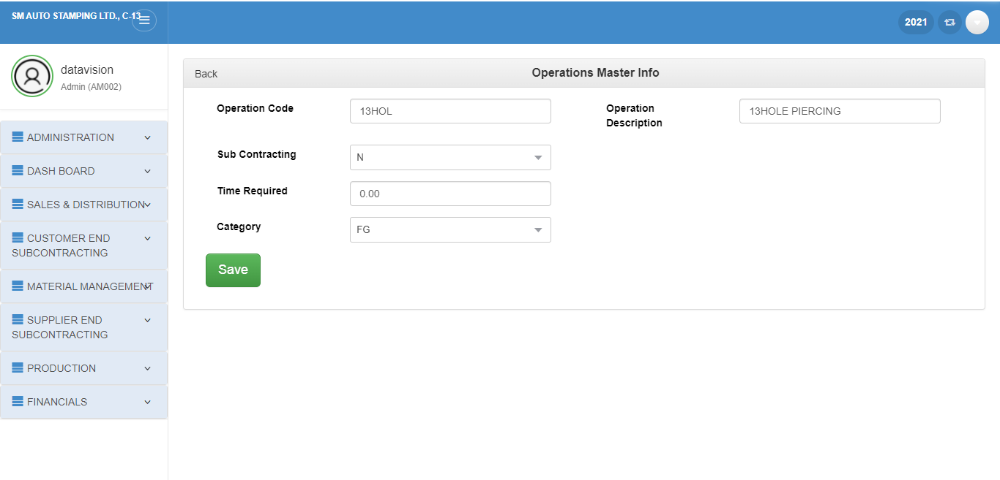 SM AUTO STAMPING LTD., C-13
2021
datavision
Admin (AM002)
ADMINISTRATION
DASH BOARD
SALES & DISTRIBUTION
CUSTOMER END
SUBCONTRACTING
MATERIAL MANAGEMENT
SUPPLIER END
SUBCONTRACTING
PRODUCTION
FINANCIALS
Back
Operations Master Info
Operation Code
13HOL
Operation
Description
13HOLE PIERCING
Sub Contracting
N
Time Required
0.00
Category
FG
Save